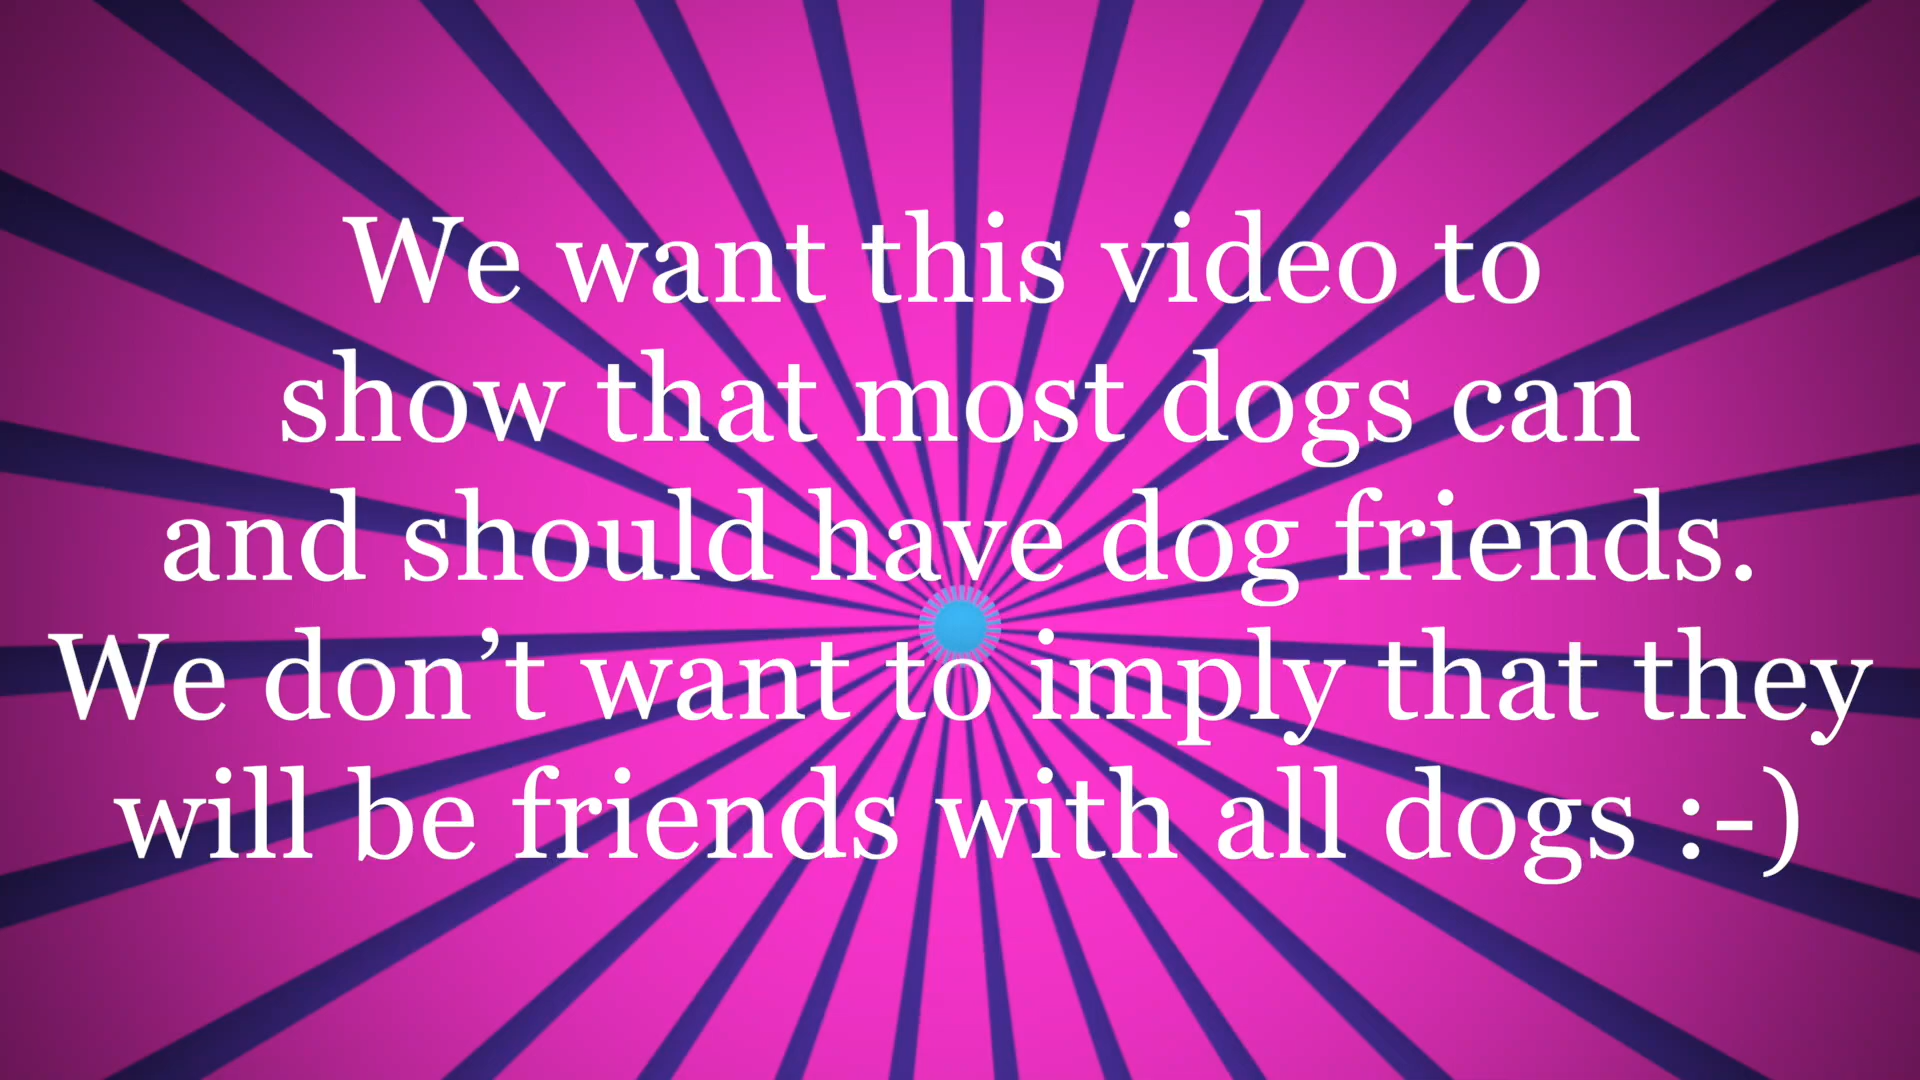 We want this video to
show that most dogs can
and should have dog friends.
We don’t want to imply that they
will be friends with all dogs :-)